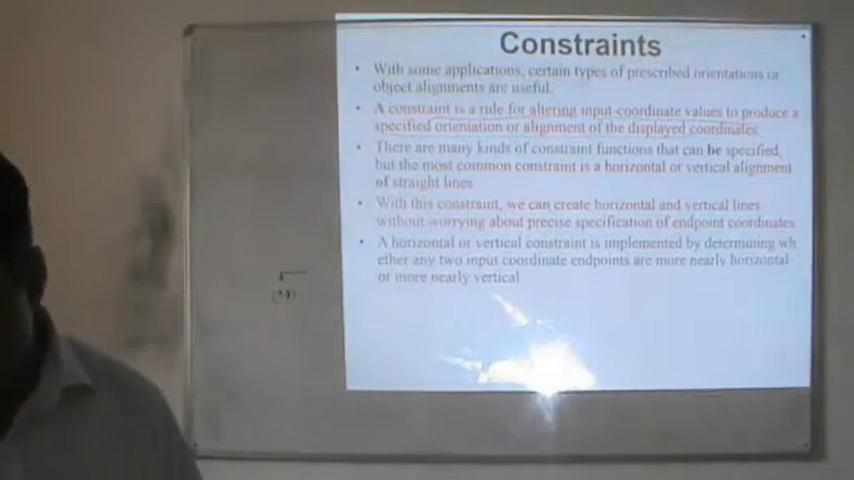 Constraints
• With some applications, certain types of prescribed orientations or
object alignments are useful.
• A constraint is a rule for altering input-coordinate values to produce a
specified orientation or alignment of the displayed coordinates
• There are many kinds of constraint functions that can be specified,
but the most common constraint is a horizontal or vertical alignment
of straight lines
• With this constraint, we can create horizontal and vertical lines
without worrying about precise specification of endpoint coordinates
• A horizontal or vertical constraint is implemented by determining wh
ether any two input coordinate endpoints are more nearly horizontal
or more nearly vertical